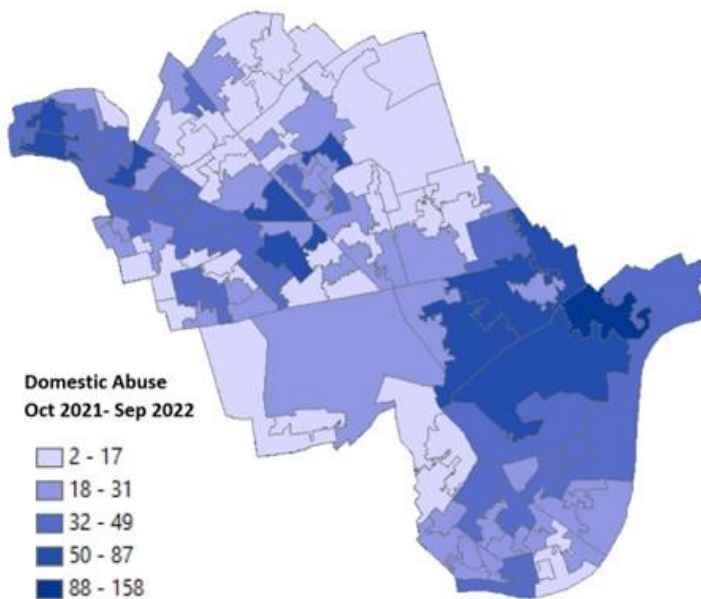 Domestic Abuse
Oct 2021- Sep 2022
2 - 17
18 - 31
32 - 49
50 - 87
88 - 158